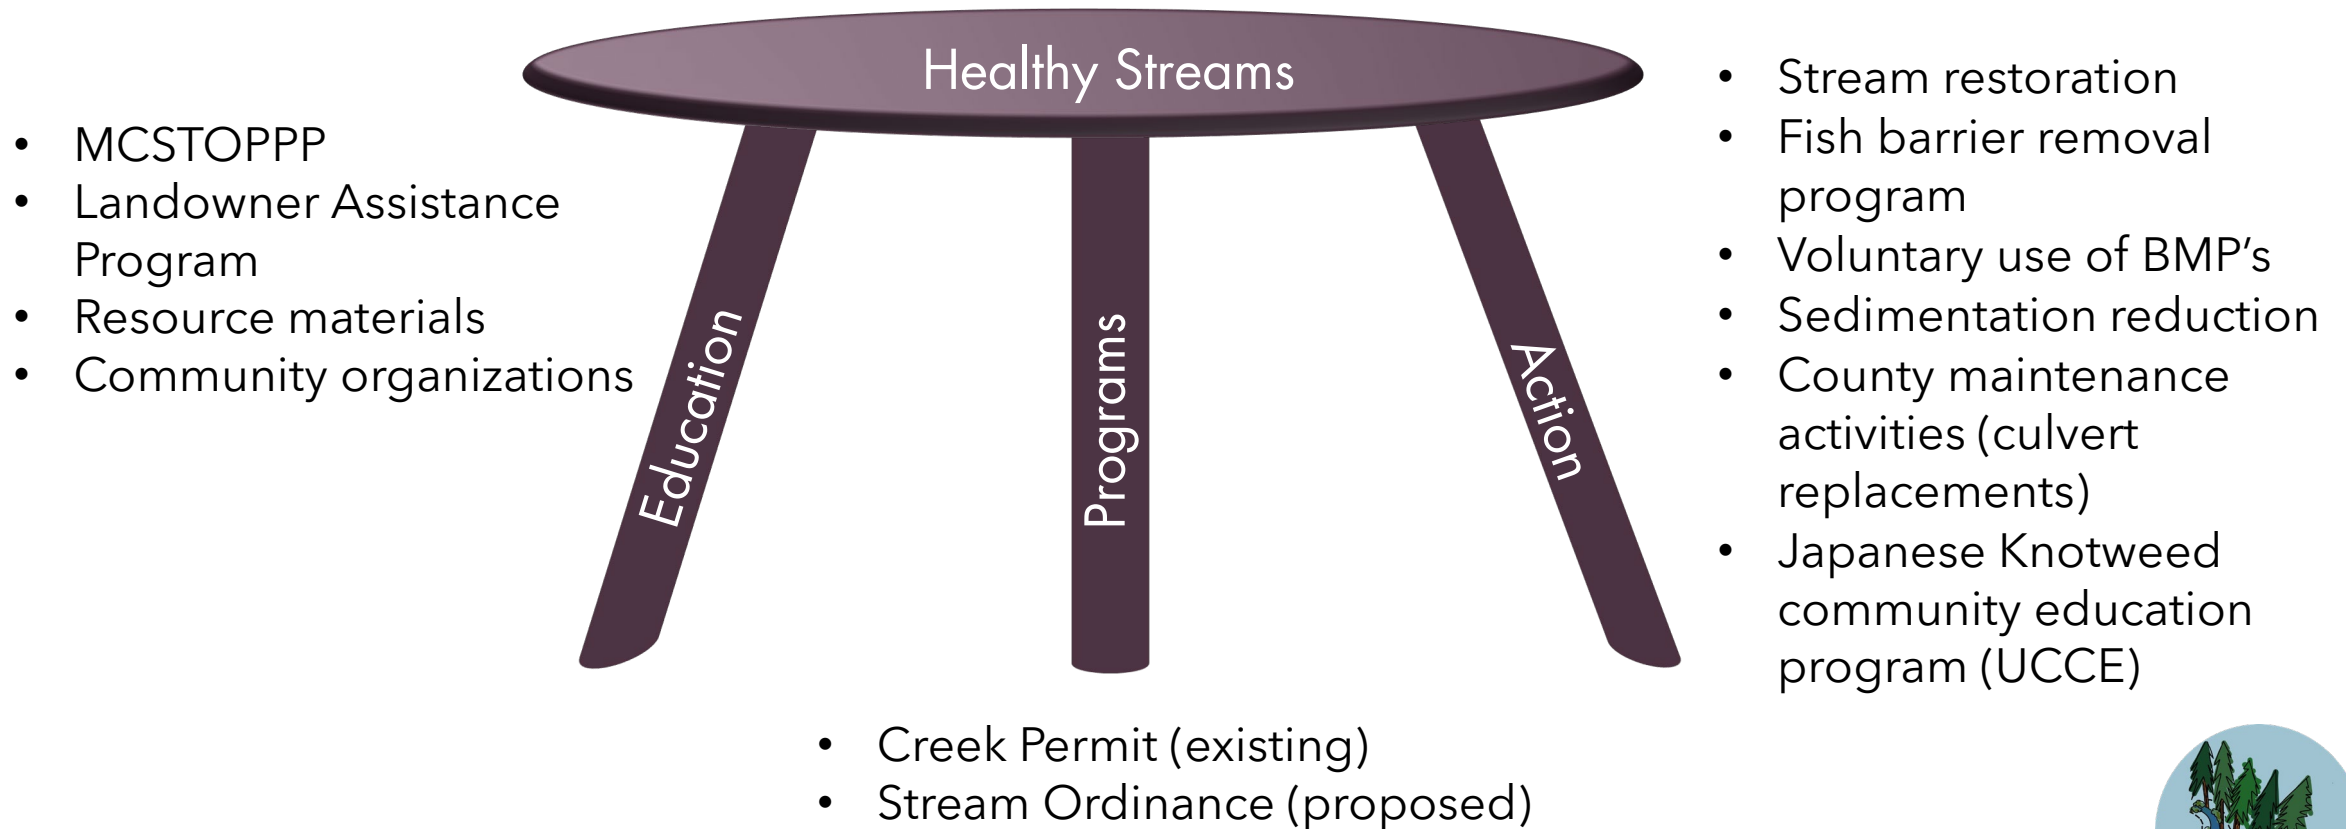 Healthy Streams
• MCSTOPPP
• Landowner Assistance
Program
• Resource materials
• Community organizations
Education
Programs
Action
• Stream restoration
• Fish barrier removal
program
• Voluntary use of BMP’s
• Sedimentation reduction
• County maintenance
activities (culvert
replacements)
• Japanese Knotweed
community education
program (UCCE)
• Creek Permit (existing)
• Stream Ordinance (proposed)